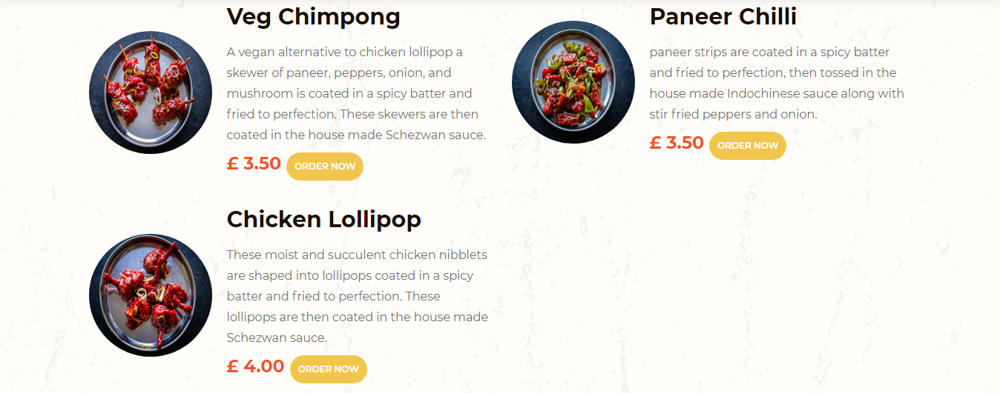 Veg Chimpong
A vegan alternative to chicken lollipop a
skewer of paneer, peppers, onion, and
mushroom is coated in a spicy batter and
fried to perfection. These skewers are then
coated in the house made Schezwan sauce.
£ 3.50 ORDER NOW
Paneer Chilli
paneer strips are coated in a spicy batter
and fried to perfection, then tossed in the
house made Indochinese sauce along with
stir fried peppers and onion.
£ 3.50 ORDER NOW
Chicken Lollipop
These moist and succulent chicken nibblets
are shaped into lollipops coated in a spicy
batter and fried to perfection. These
lollipops are then coated in the house made
Schezwan sauce.
£ 4.00 ORDER NOW